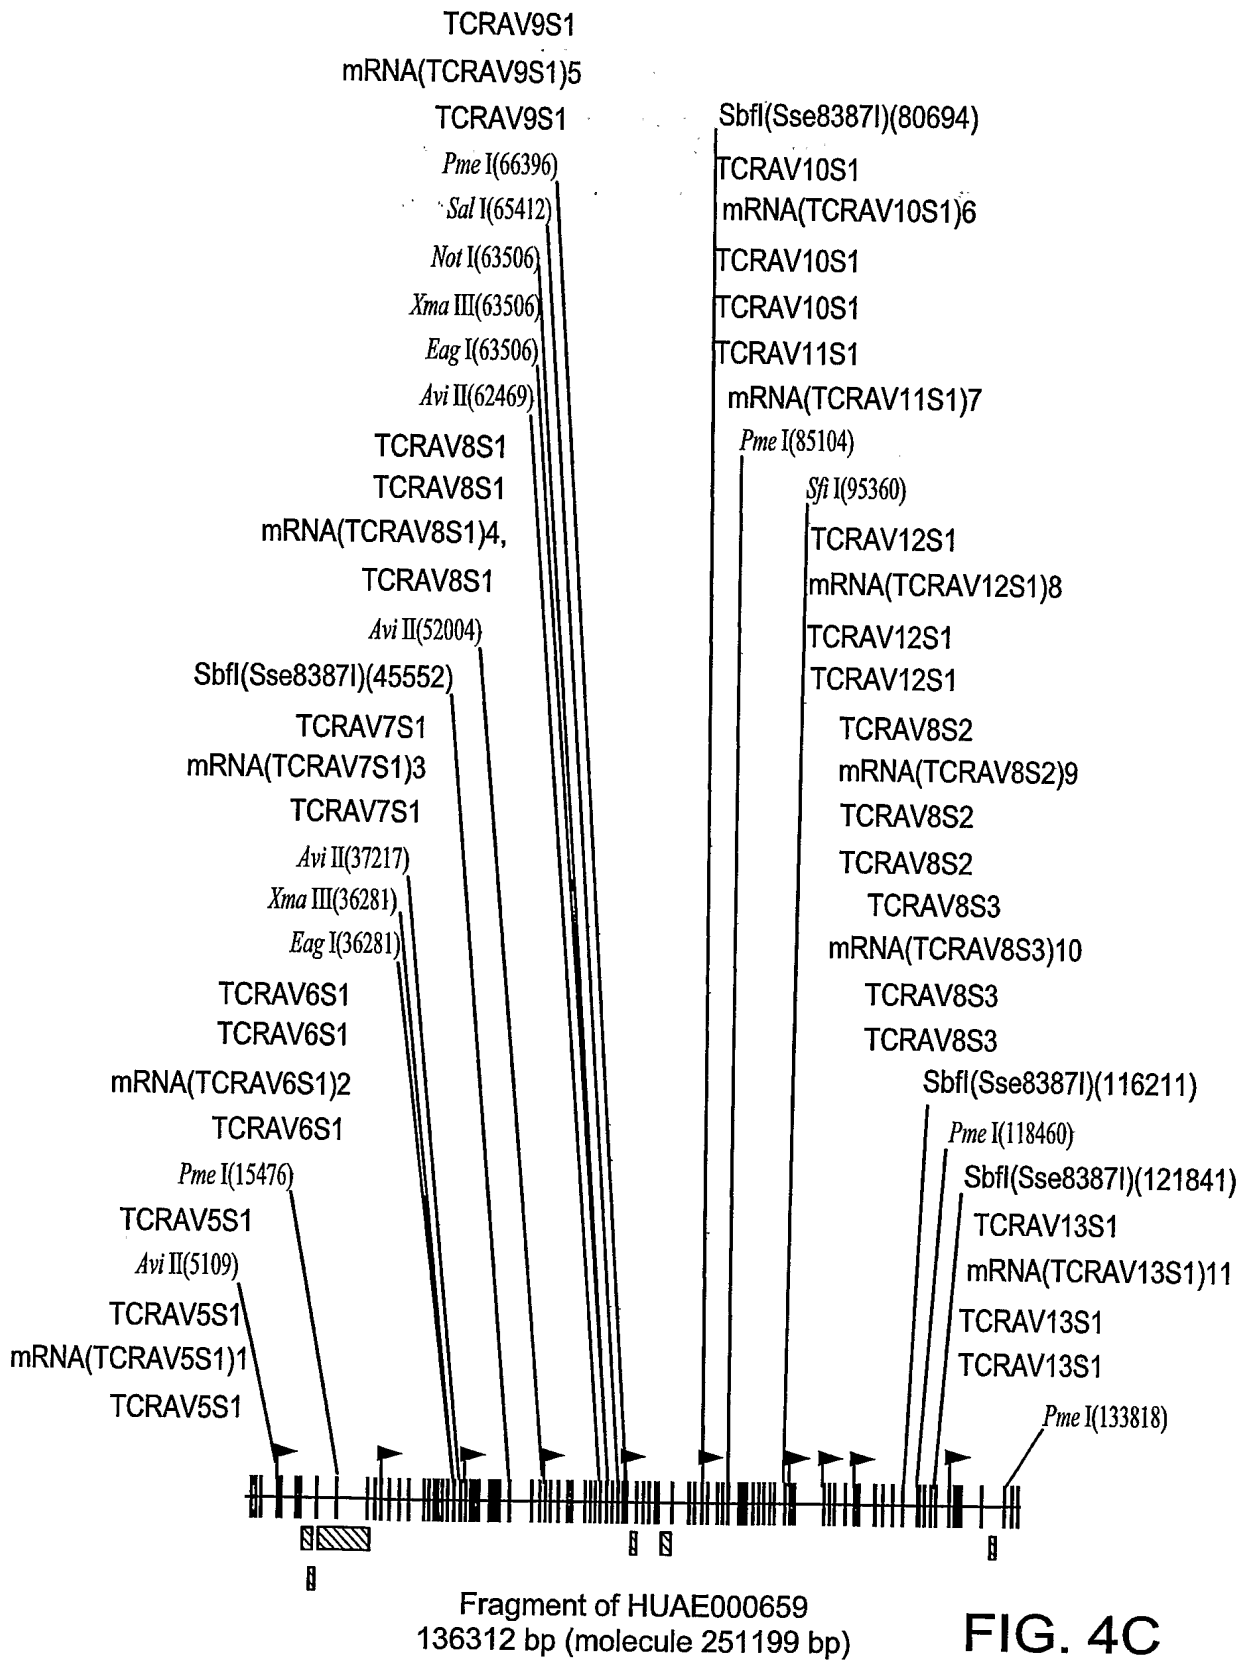 TCRAV9S1
mRNA(TCRAV9S1)5
TCRAV9S1
Pme I(66396)
Sal I(65412)
Not I(63506)
Xma III(63506)
Eag I(63506)
Avi II(62469)
TCRAV8S1
TCRAV8S1
mRNA(TCRAV8S1)4,
TCRAV8S1
Avi II(52004)
SbfI(Sse8387I)(45552)
TCRAV7S1
mRNA(TCRAV7S1)3
TCRAV7S1
Avi II(37217)
Xma III(36281)
Eag I(36281)
TCRAV6S1
TCRAV6S1
mRNA(TCRAV6S1)2
TCRAV6S1
Pme I(15476)
TCRAV5S1
Avi II(5109)
TCRAV5S1
mRNA(TCRAV5S1)1
TCRAV5S1
SbfI(Sse8387I)(80694)
TCRAV10S1
mRNA(TCRAV10S1)6
TCRAV10S1
TCRAV10S1
TCRAV11S1
mRNA(TCRAV11S1)7
Pme I(85104)
Sfi I(95360)
TCRAV12S1
mRNA(TCRAV12S1)8
TCRAV12S1
TCRAV12S1
TCRAV8S2
mRNA(TCRAV8S2)9
TCRAV8S2
TCRAV8S2
TCRAV8S3
mRNA(TCRAV8S3)10
TCRAV8S3
TCRAV8S3
SbfI(Sse8387I)(116211)
Pme I(118460)
SbfI(Sse8387I)(121841)
TCRAV13S1
mRNA(TCRAV13S1)11
TCRAV13S1
TCRAV13S1
Pme I(133818)
Fragment of HUAE000659
136312 bp (molecule 251199 bp)
FIG. 4C